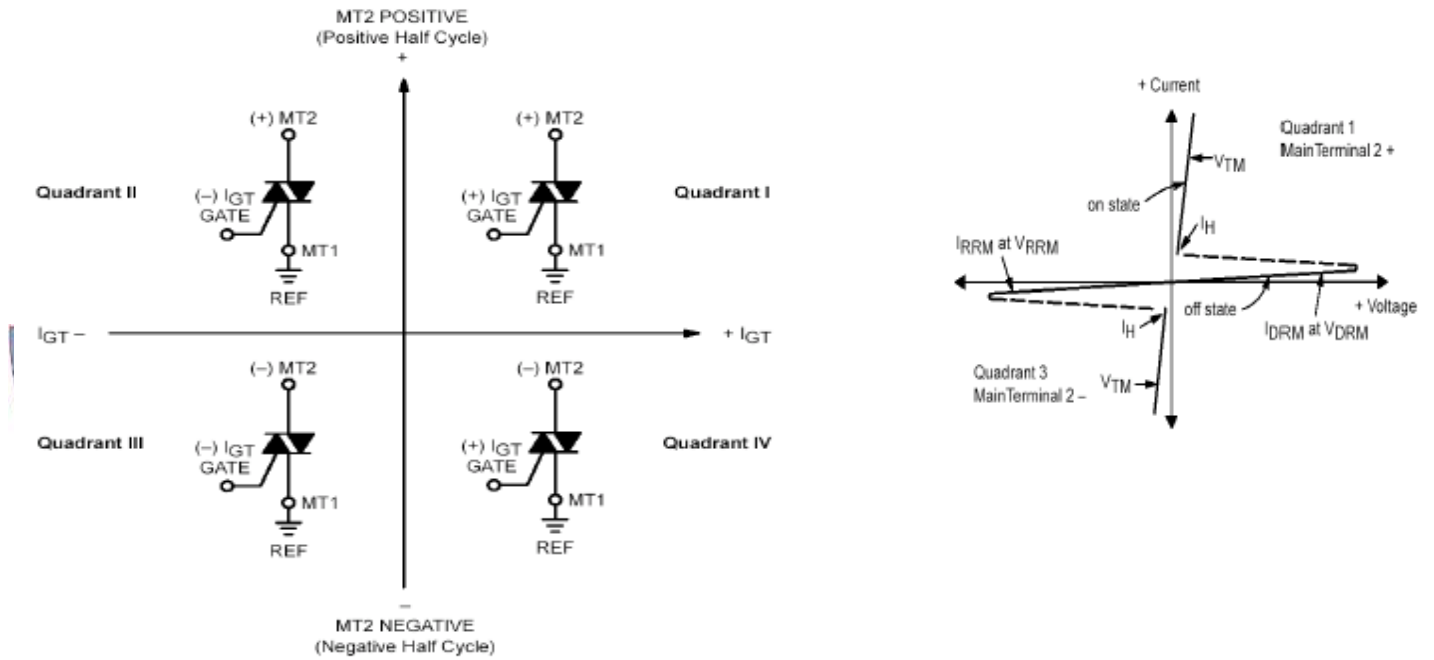 MT2 POSITIVE
(Positive Half Cycle)
+
(+) MT2
(–) IGT
GATE
MT1
REF
Quadrant II
(+) MT2
(+) IGT
GATE
MT1
REF
Quadrant I
IGT –
+ IGT
(–) MT2
(–) IGT
GATE
MT1
REF
Quadrant III
(–) MT2
(+) IGT
GATE
MT1
REF
Quadrant IV
–
MT2 NEGATIVE
(Negative Half Cycle)
+ Current
Quadrant 1
MainTerminal 2 +
VTM
on state
IH
IRRM at VRRM
off state
+ Voltage
IDRM at VDRM
IH
Quadrant 3
MainTerminal 2 –
VTM